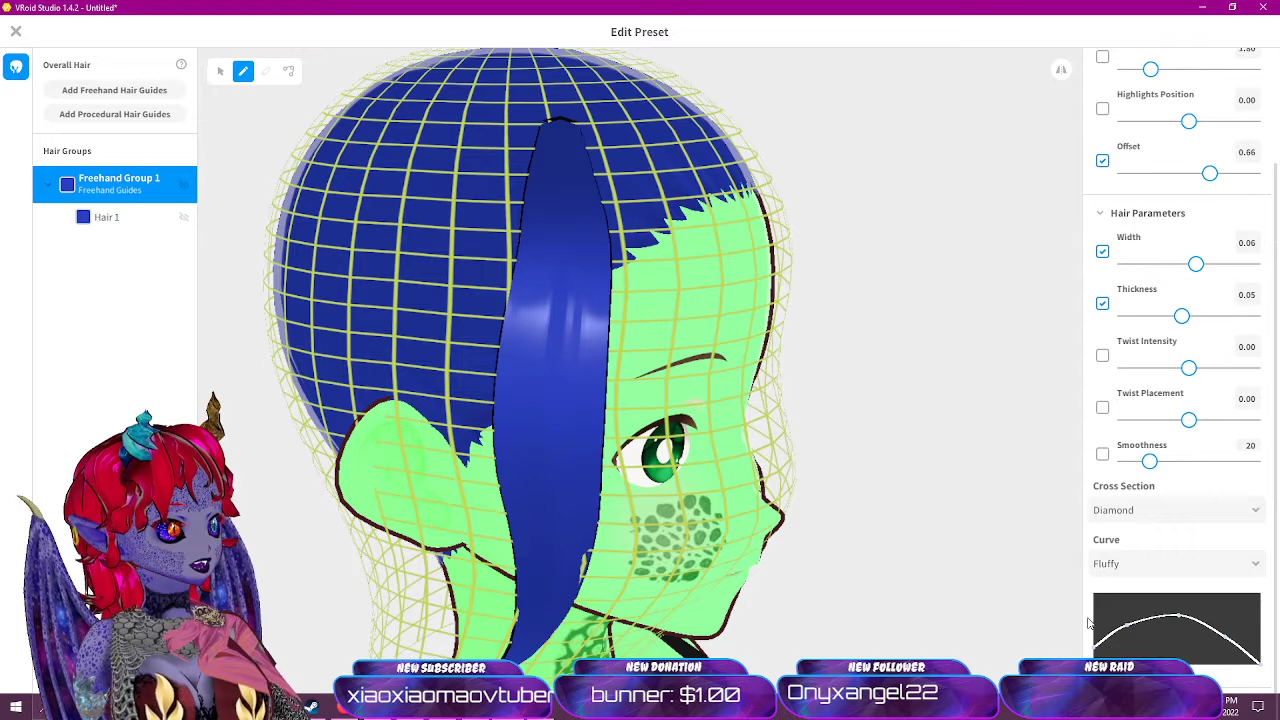 VRoid Studio 1.4.2 - Untitled*
Edit Preset
Overall Hair
Add Freehand Hair Guides
Add Procedural Hair Guides
Hair Groups
Freehand Group 1
Freehand Guides
Hair 1
1.80
Highlights Position
0.00
Offset
0.66
Hair Parameters
Width
0.06
Thickness
0.05
Twist Intensity
0.00
Twist Placement
0.00
Smoothness
20
Cross Section
Diamond
Curve
Fluffy
NEW SUBSCRIBER
xiaoxiaomaovtuber
NEW DONATION
bunner: $1.00
NEW FOLLOWER
Onyxangel22
NEW RAID
PM